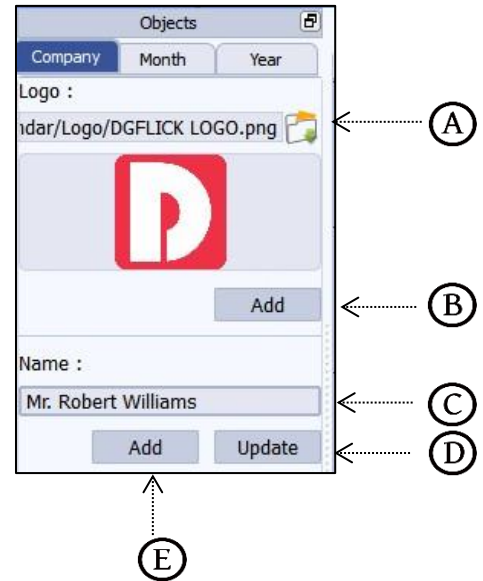 Objects
Company Month Year
Logo :
ndar/Logo/DGFLICK LOGO.png
A
D
Add
B
Name :
Mr. Robert Williams
C
Add Update
D
E